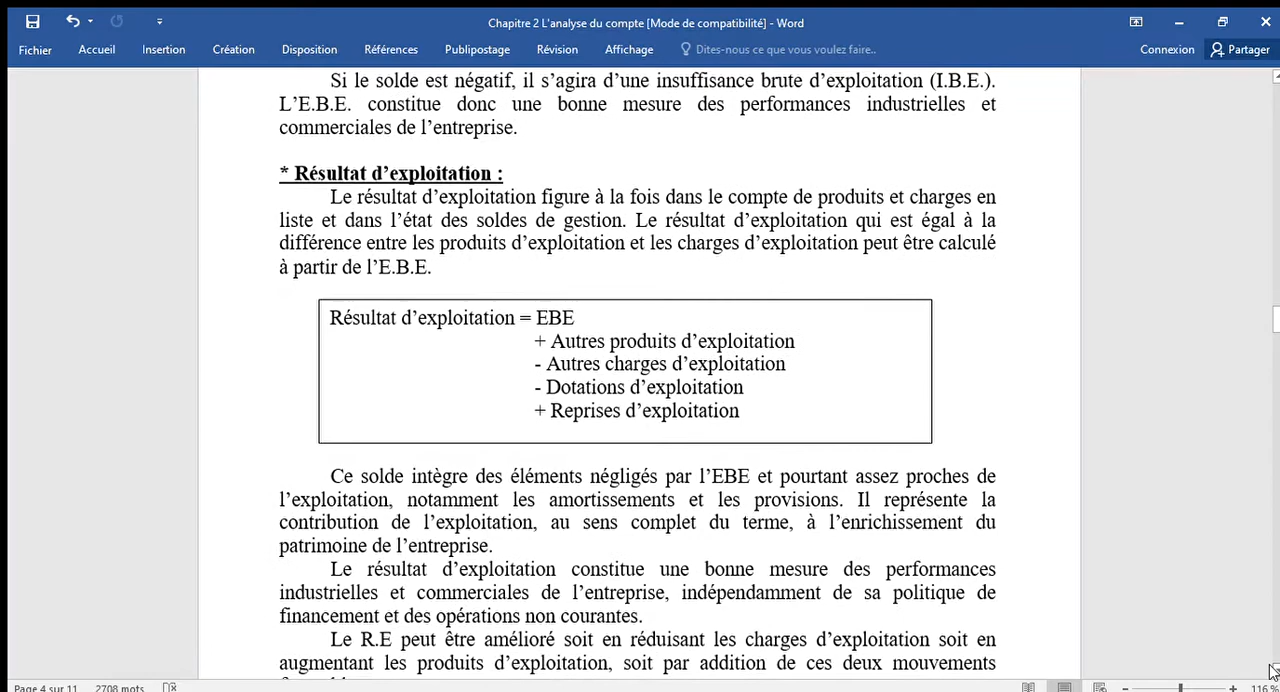 Chapitre 2 L'analyse du compte [Mode de compatibilité] - Word
Fichier Accueil Insertion Création Disposition Références Publipostage Révision Affichage Dites-nous ce que vous voulez faire.. Connexion Partager
Si le solde est négatif, il s’agira d’une insuffisance brute d’exploitation (I.B.E.).
L’E.B.E. constitue donc une bonne mesure des performances industrielles et
commerciales de l’entreprise.
* Résultat d’exploitation :
Le résultat d’exploitation figure à la fois dans le compte de produits et charges en
liste et dans l’état des soldes de gestion. Le résultat d’exploitation qui est égal à la
différence entre les produits d’exploitation et les charges d’exploitation peut être calculé
à partir de l’E.B.E.
Résultat d’exploitation = EBE
+ Autres produits d’exploitation
- Autres charges d’exploitation
- Dotations d’exploitation
+ Reprises d’exploitation
Ce solde intègre des éléments négligés par l’EBE et pourtant assez proches de
l’exploitation, notamment les amortissements et les provisions. Il représente la
contribution de l’exploitation, au sens complet du terme, à l’enrichissement du
patrimoine de l’entreprise.
Le résultat d’exploitation constitue une bonne mesure des performances
industrielles et commerciales de l’entreprise, indépendamment de sa politique de
financement et des opérations non courantes.
Le R.E peut être amélioré soit en réduisant les charges d’exploitation soit en
augmentant les produits d’exploitation, soit par addition de ces deux mouvements
Page 4 sur 11 2708 mots 116 %